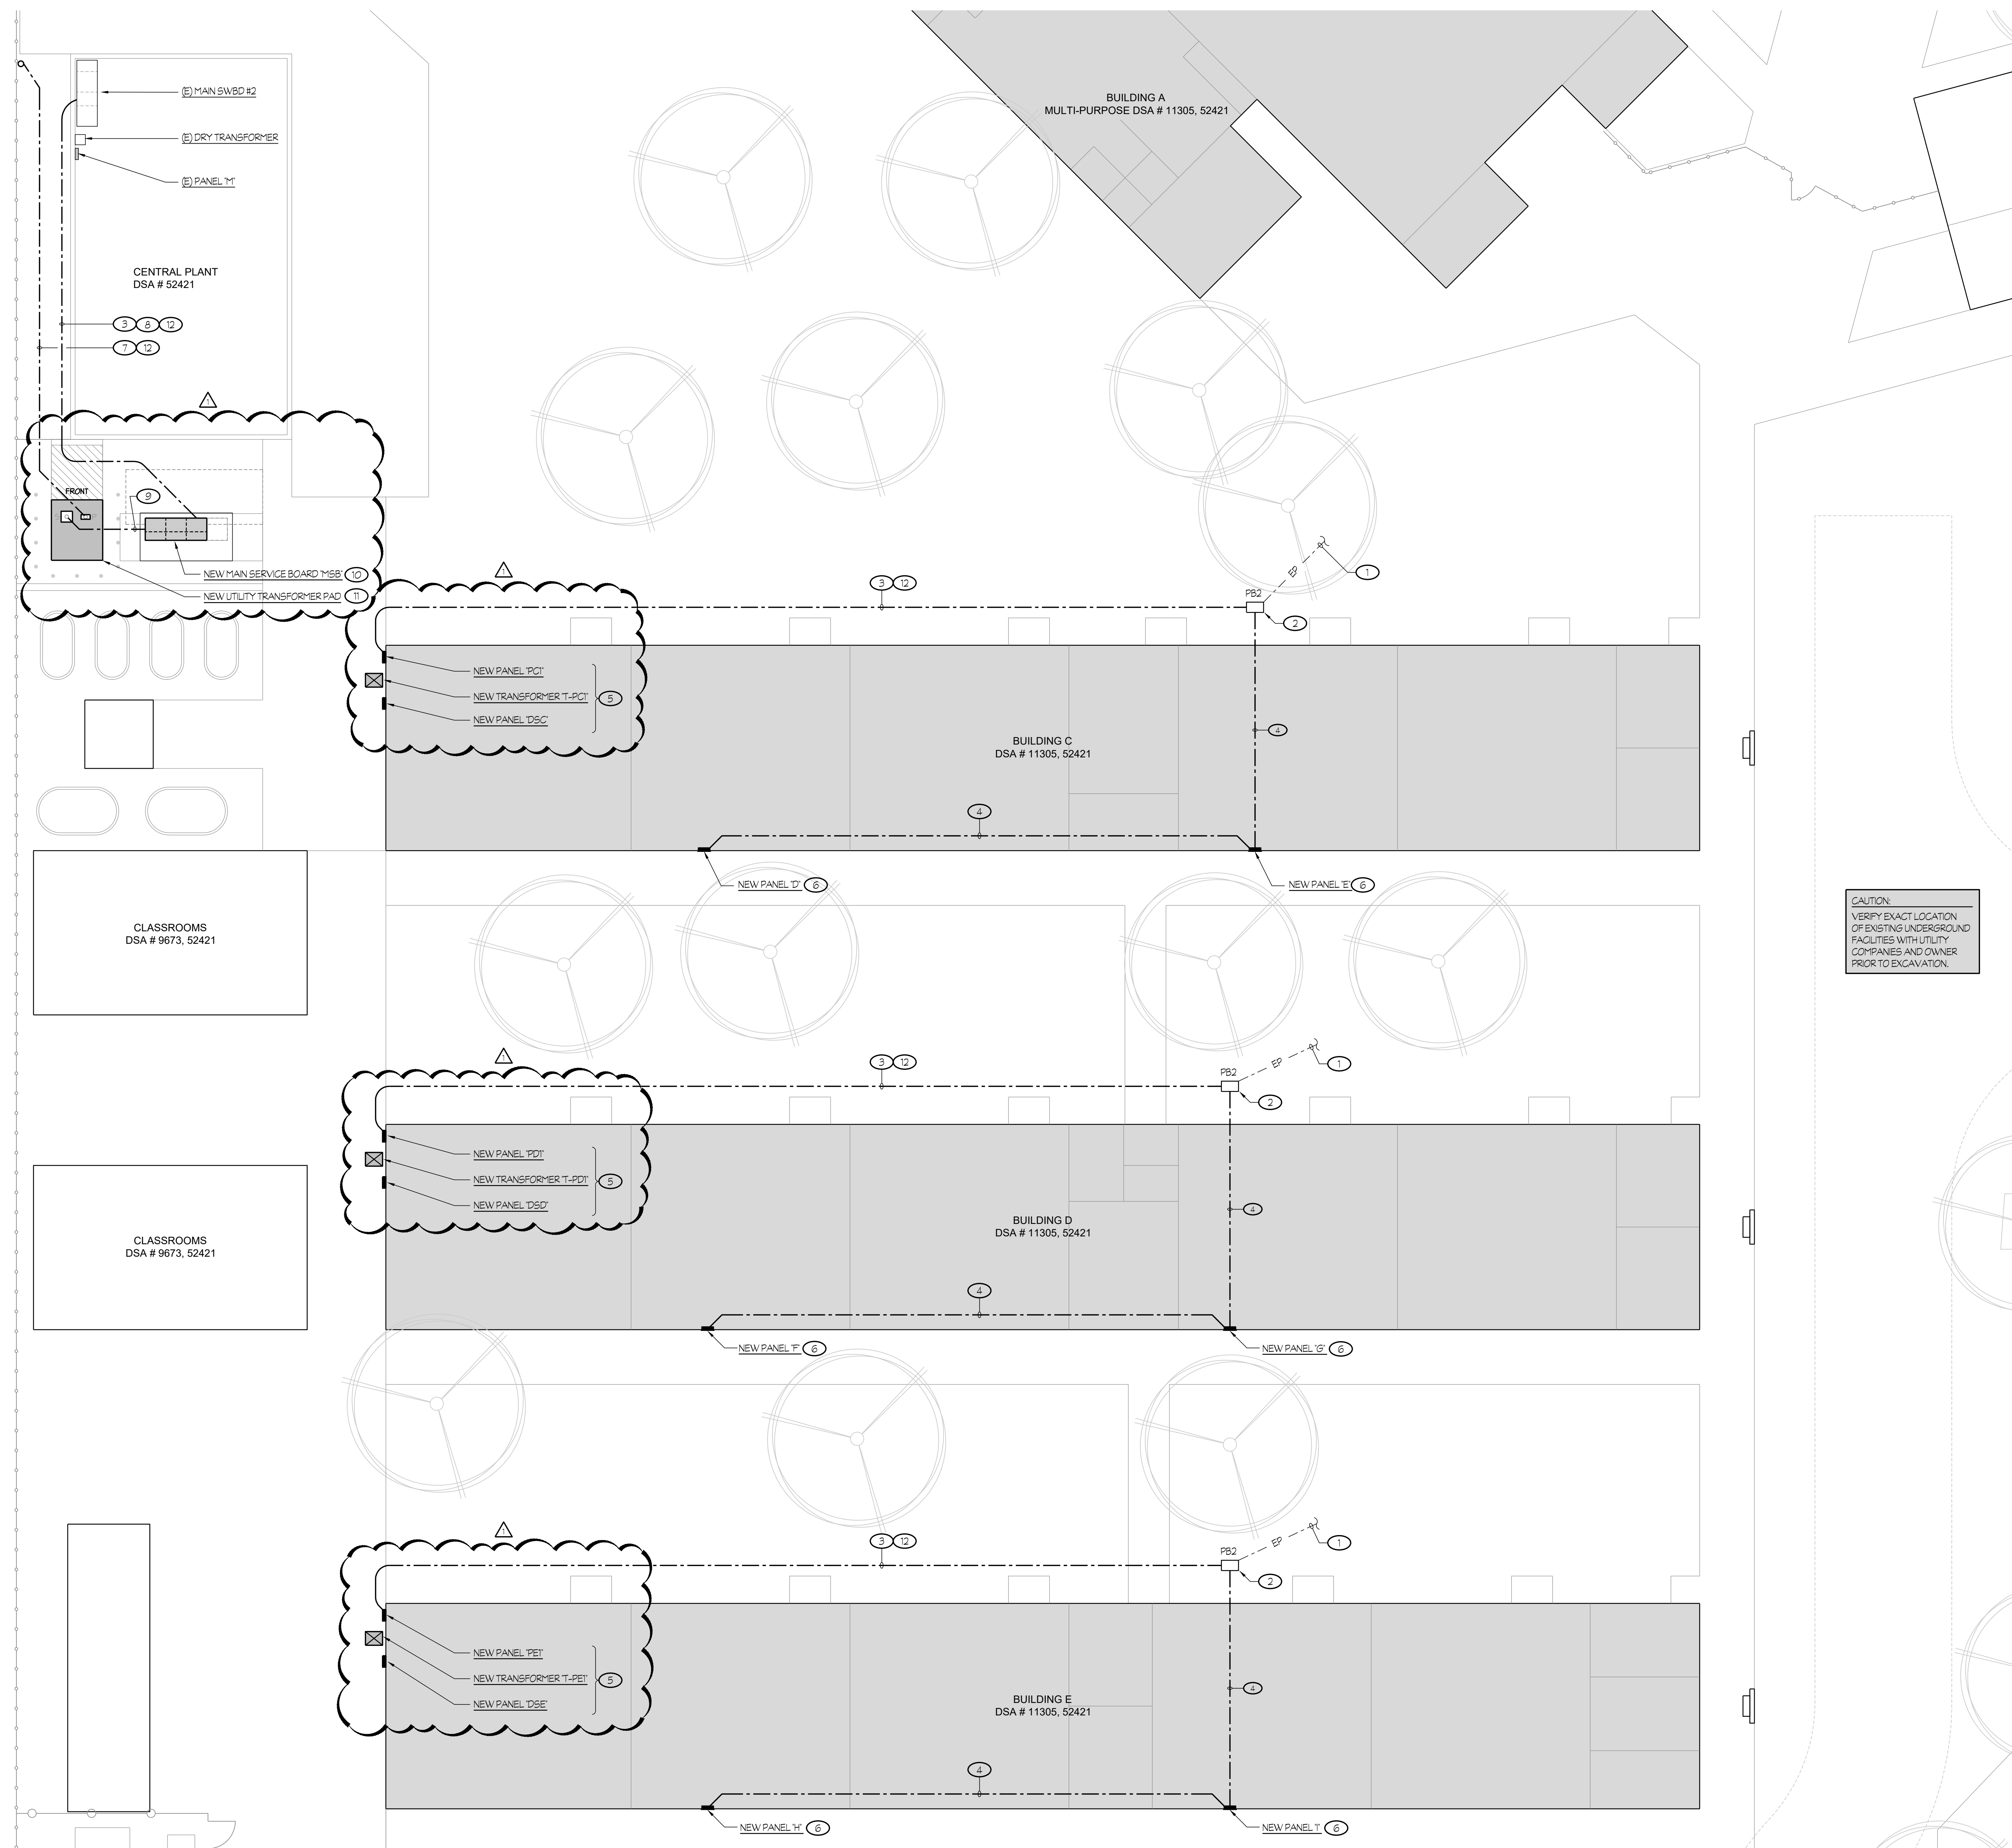 BUILDING A
MULTI-PURPOSE DSA # 11305, 52421
(E) MAIN SWBD #2
(E) DRY TRANSFORMER
(E) PANEL "M"
CENTRAL PLANT
DSA # 52421
3 8 12
7 12
1
FRONT
9
NEW MAIN SERVICE BOARD "MSB" 10
NEW UTILITY TRANSFORMER PAD 11
1
3 12
EP
1
PB2
2
NEW PANEL "PC1"
NEW TRANSFORMER "T-PC1"
NEW PANEL "DSC"
5
4
BUILDING C
DSA # 11305, 52421
4
NEW PANEL "D" 6
NEW PANEL "E" 6
CLASSROOMS
DSA # 9673, 52421
CAUTION:
VERIFY EXACT LOCATION
OF EXISTING UNDERGROUND
FACILITIES WITH UTILITY
COMPANIES AND OWNER
PRIOR TO EXCAVATION.
1
3 12
EP
1
PB2
2
NEW PANEL "PD1"
NEW TRANSFORMER "T-PD1"
NEW PANEL "DSD"
5
4
BUILDING D
DSA # 11305, 52421
CLASSROOMS
DSA # 9673, 52421
4
NEW PANEL "F" 6
NEW PANEL "G" 6
1
3 12
EP
1
PB2
2
NEW PANEL "PE1"
NEW TRANSFORMER "T-PE1"
NEW PANEL "DSE"
5
4
BUILDING E
DSA # 11305, 52421
4
NEW PANEL "H" 6
NEW PANEL "I" 6